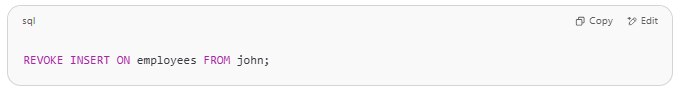 sql
Copy
Edit
REVOKE INSERT ON employees FROM john;